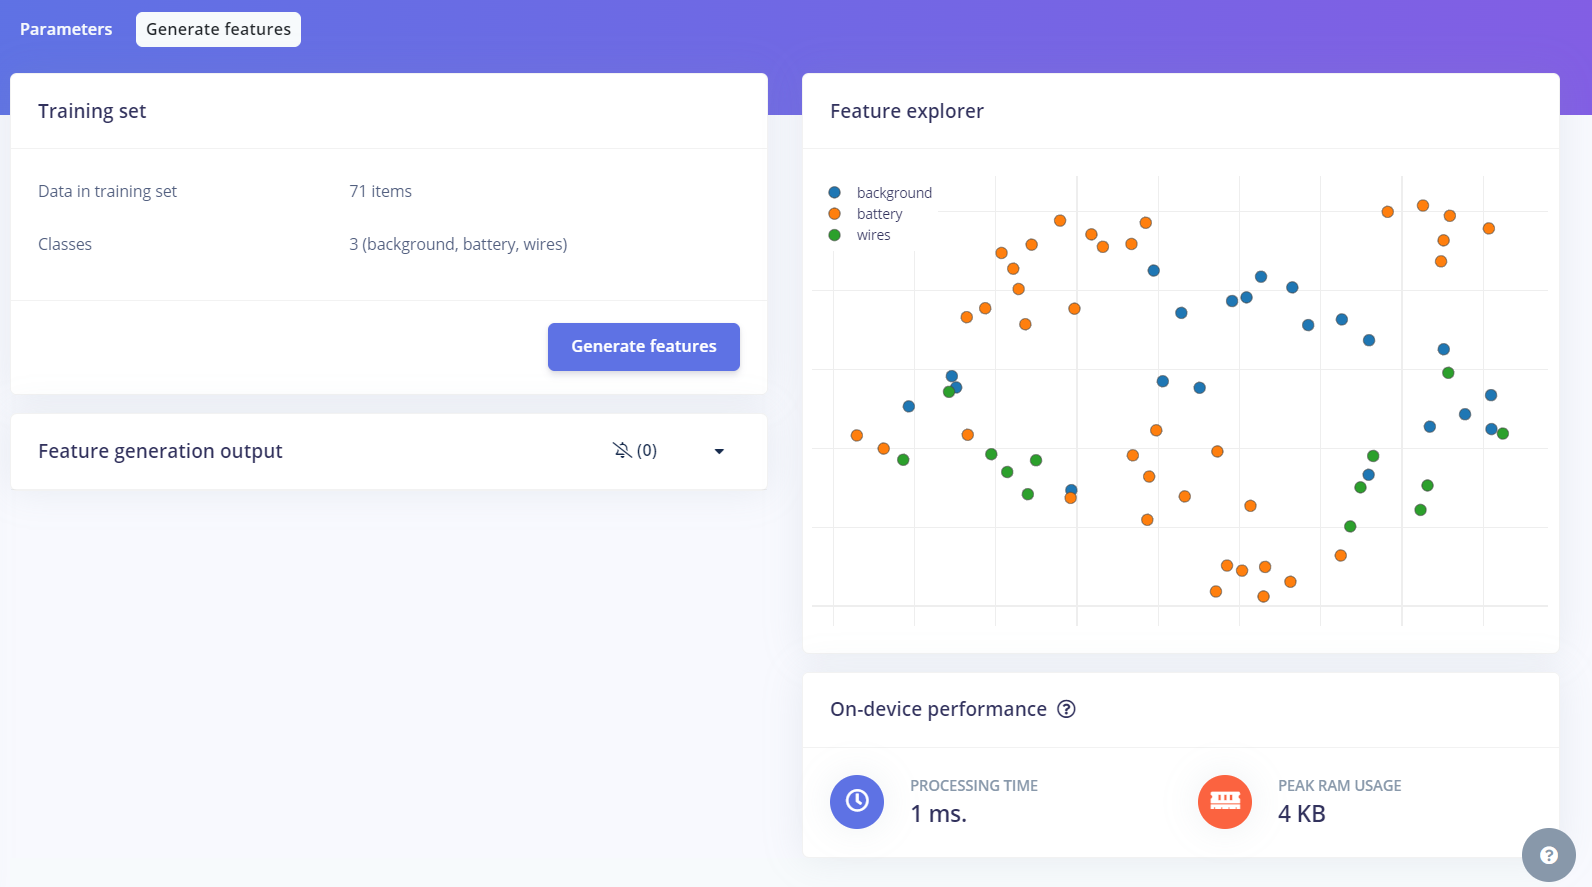 Parameters
Generate features
Training set
Data in training set 71 items
Classes 3 (background, battery, wires)
Generate features
Feature generation output (0)
Feature explorer
background
battery
wires
On-device performance ?
PROCESSING TIME
1 ms.
PEAK RAM USAGE
4 KB
?